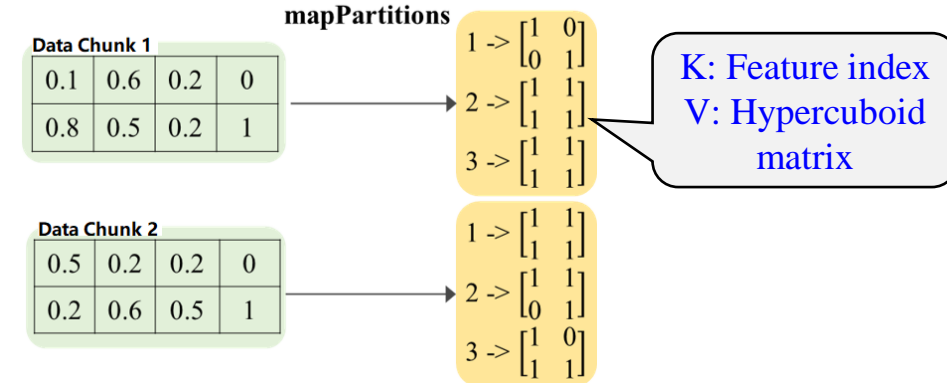 mapPartitions
Data Chunk 1
0.1 0.6 0.2 0
0.8 0.5 0.2 1
1 -> [1 0
0 1]
2 -> [1 1
1 1]
3 -> [1 1
1 1]
K: Feature index
V: Hypercuboid
matrix
Data Chunk 2
0.5 0.2 0.2 0
0.2 0.6 0.5 1
1 -> [1 1
1 1]
2 -> [1 1
0 1]
3 -> [1 0
1 1]